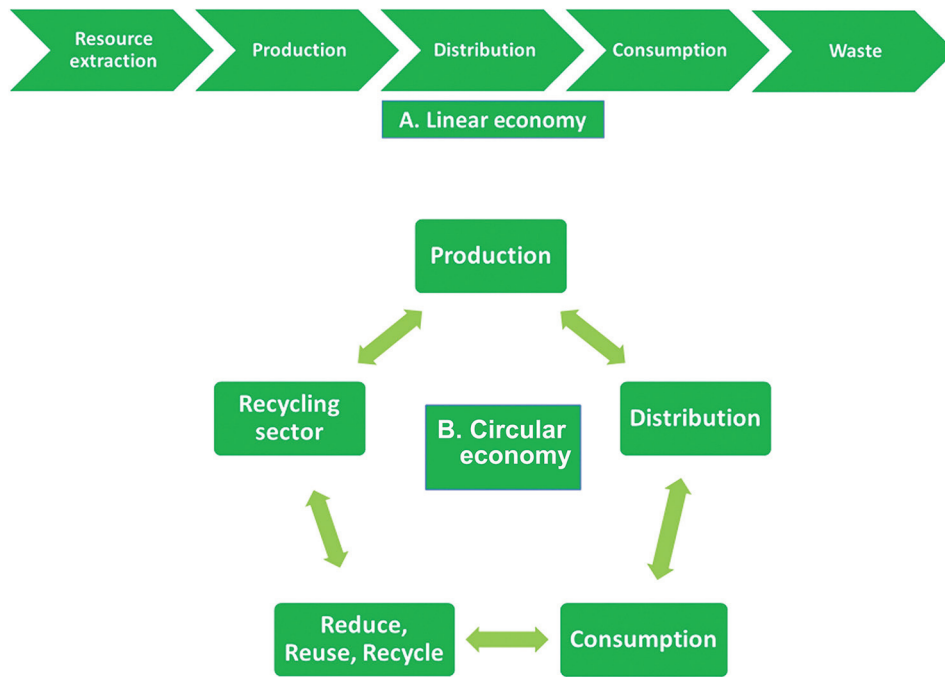 Resource
extraction
Production
Distribution
Consumption
Waste
A. Linear economy
Production
Recycling
sector
B. Circular
economy
Distribution
Reduce,
Reuse, Recycle
Consumption